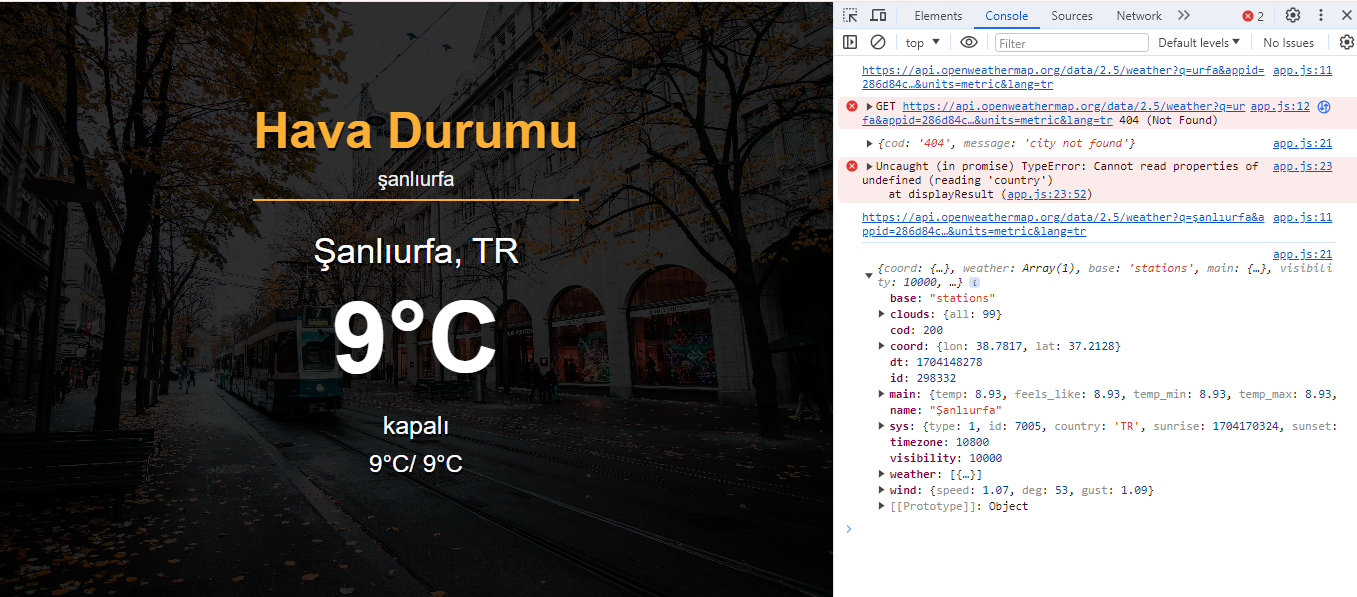 Hava Durumu
şanlıurfa
Şanlıurfa, TR
9°C
kapalı
9°C/ 9°C
7
Elements Console Sources Network 2
top Filter Default levels No Issues
https://api.openweathermap.org/data/2.5/weather?q=urfa&appid= app.js:11
286d84c…&units=metric&lang=tr
GET https://api.openweathermap.org/data/2.5/weather?q=ur app.js:12
fa&appid=286d84c…&units=metric&lang=tr 404 (Not Found)
{cod: '404', message: 'city not found'} app.js:21
Uncaught (in promise) TypeError: Cannot read properties of app.js:23
undefined (reading 'country')
at displayResult (app.js:23:52)
https://api.openweathermap.org/data/2.5/weather?q=şanlıurfa&a app.js:11
ppid=286d84c…&units=metric&lang=tr
app.js:21
{coord: {…}, weather: Array(1), base: 'stations', main: {…}, visibili
ty: 10000, …} i
base: "stations"
clouds: {all: 99}
cod: 200
coord: {lon: 38.7817, lat: 37.2128}
dt: 1704148278
id: 298332
main: {temp: 8.93, feels_like: 8.93, temp_min: 8.93, temp_max: 8.93,
name: "Şanlıurfa"
sys: {type: 1, id: 7005, country: 'TR', sunrise: 1704170324, sunset:
timezone: 10800
visibility: 10000
weather: [{…}]
wind: {speed: 1.07, deg: 53, gust: 1.09}
[[Prototype]]: Object